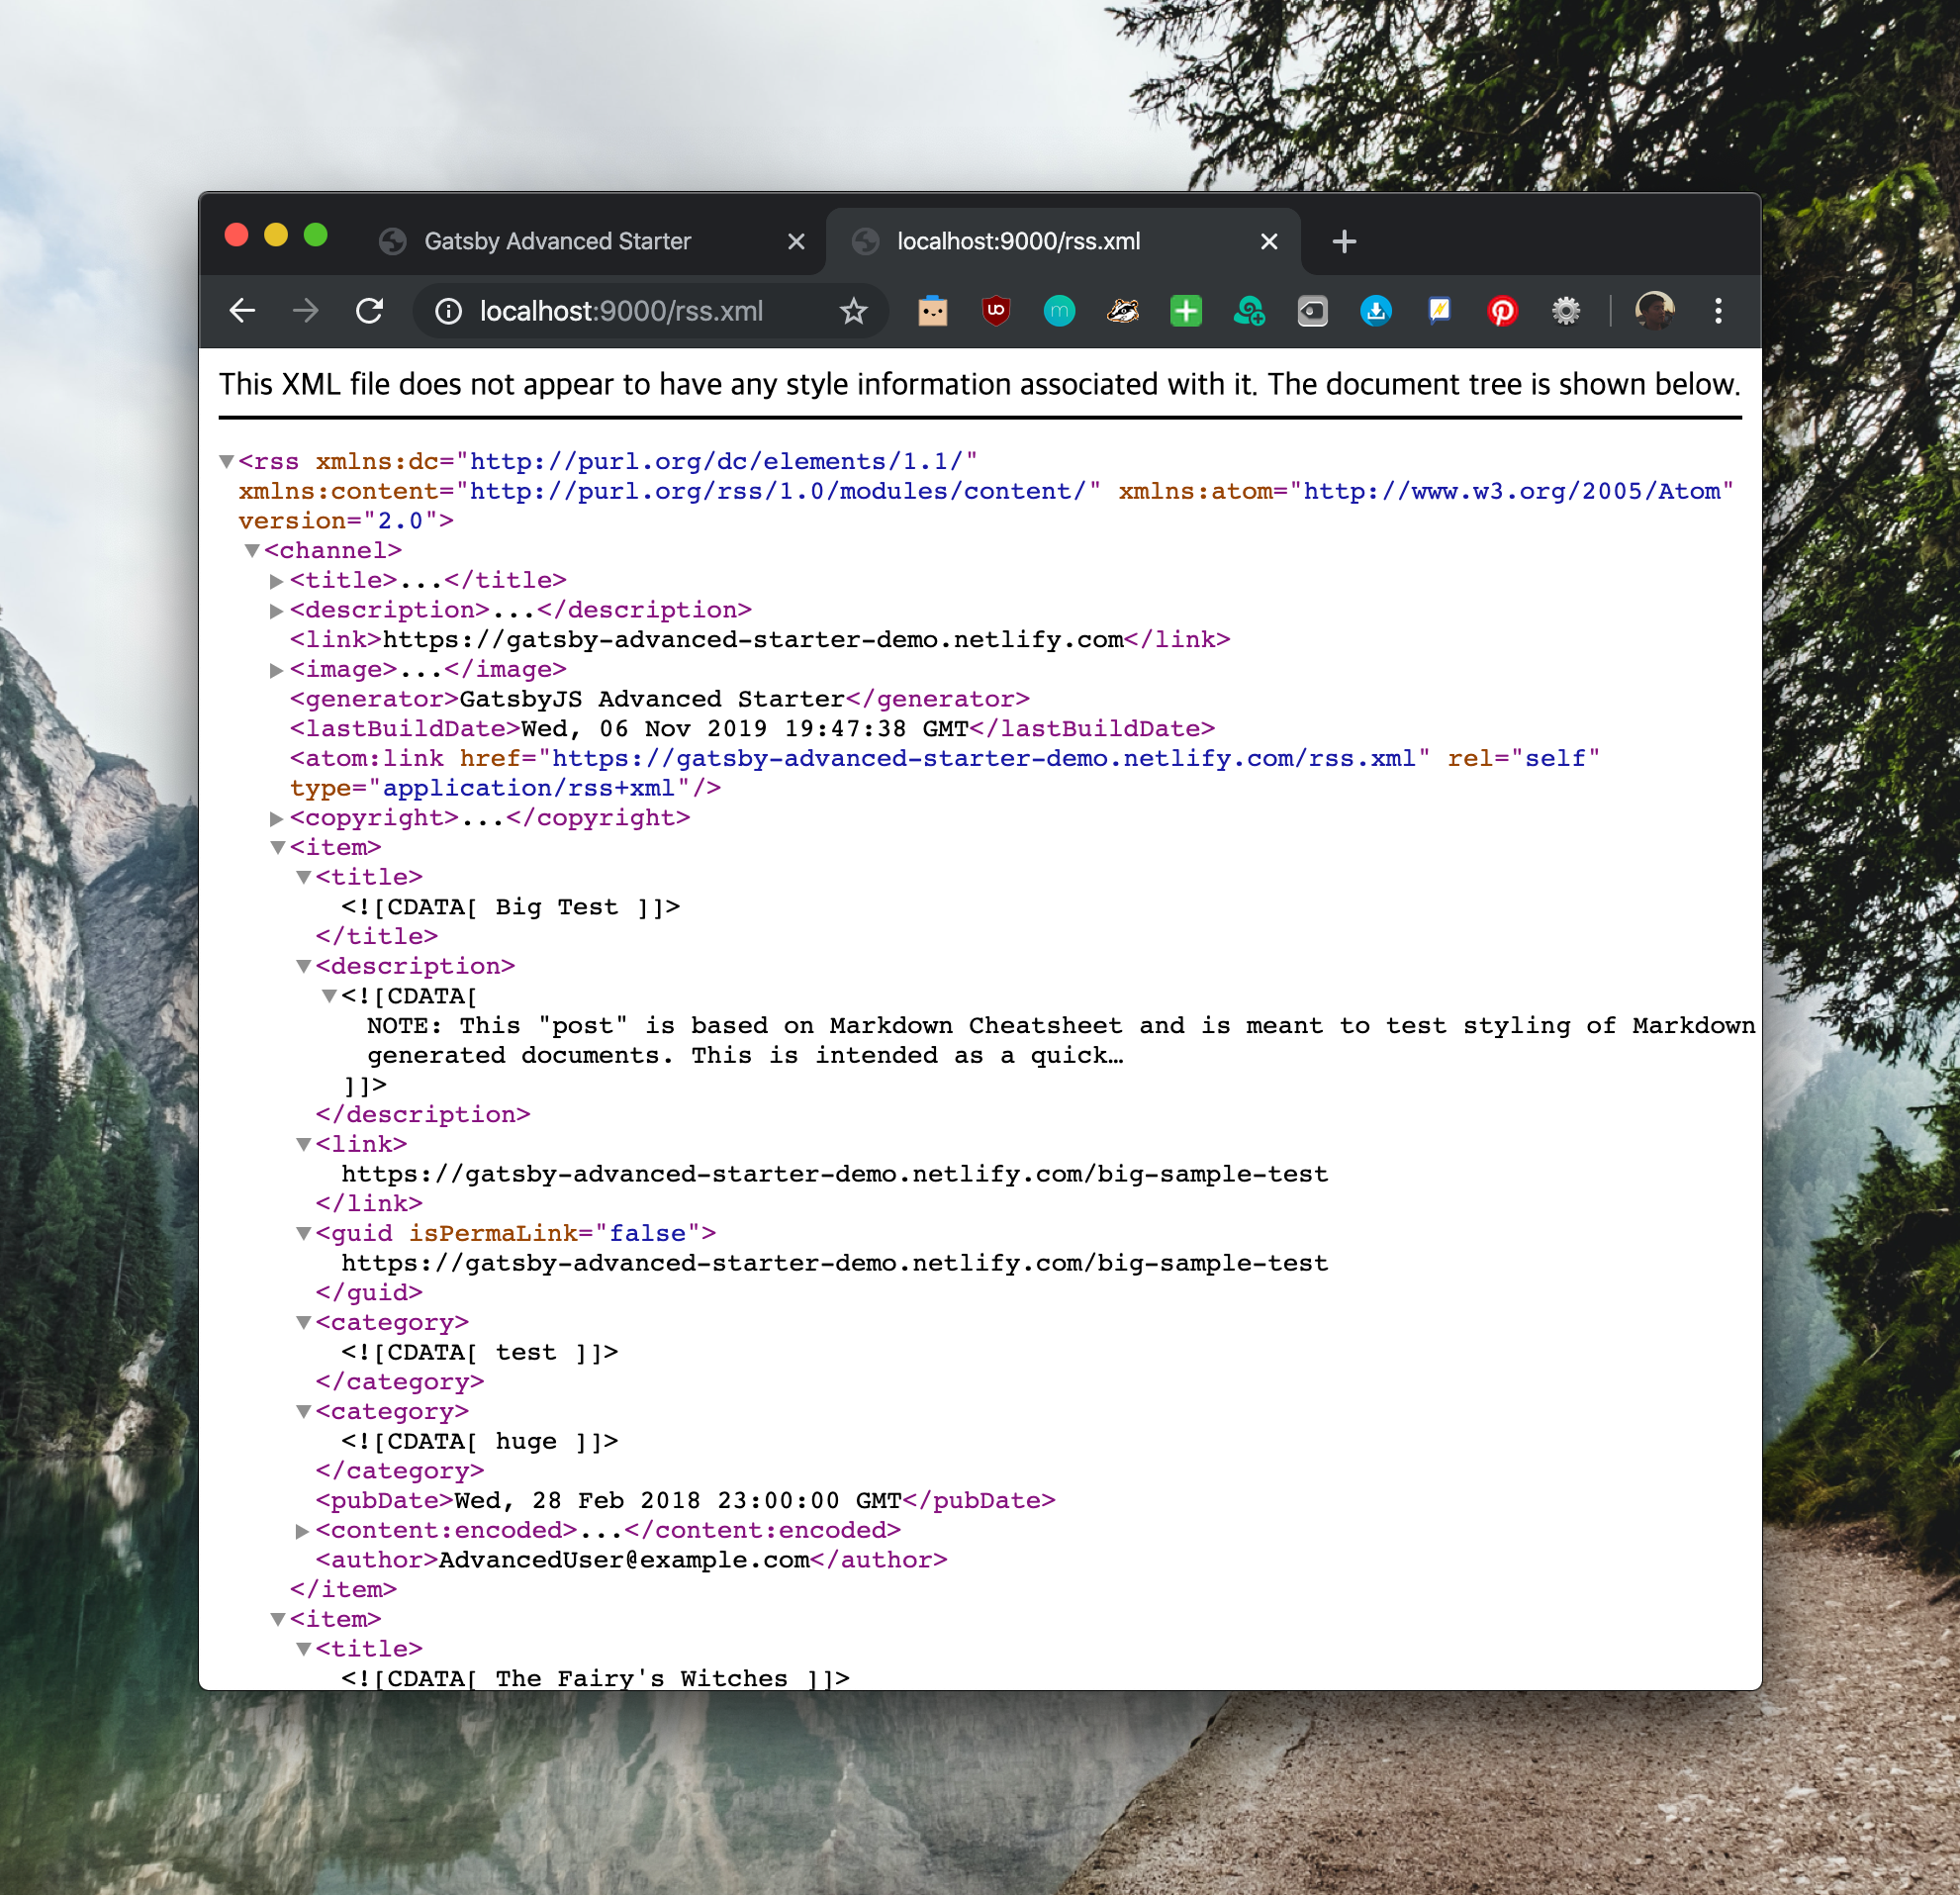 Gatsby Advanced Starter
localhost:9000/rss.xml
localhost:9000/rss.xml
This XML file does not appear to have any style information associated with it. The document tree is shown below.
<rss xmlns:dc="http://purl.org/dc/elements/1.1/"
xmlns:content="http://purl.org/rss/1.0/modules/content/" xmlns:atom="http://www.w3.org/2005/Atom"
version="2.0">
<channel>
<title>...</title>
<description>...</description>
<link>https://gatsby-advanced-starter-demo.netlify.com</link>
<image>...</image>
<generator>GatsbyJS Advanced Starter</generator>
<lastBuildDate>Wed, 06 Nov 2019 19:47:38 GMT</lastBuildDate>
<atom:link href="https://gatsby-advanced-starter-demo.netlify.com/rss.xml" rel="self"
type="application/rss+xml"/>
<copyright>...</copyright>
<item>
<title>
<![CDATA[ Big Test ]]>
</title>
<description>
<![CDATA[
NOTE: This "post" is based on Markdown Cheatsheet and is meant to test styling of Markdown
generated documents. This is intended as a quick…
]]>
</description>
<link>
https://gatsby-advanced-starter-demo.netlify.com/big-sample-test
</link>
<guid isPermaLink="false">
https://gatsby-advanced-starter-demo.netlify.com/big-sample-test
</guid>
<category>
<![CDATA[ test ]]>
</category>
<category>
<![CDATA[ huge ]]>
</category>
<pubDate>Wed, 28 Feb 2018 23:00:00 GMT</pubDate>
<content:encoded>...</content:encoded>
<author>AdvancedUser@example.com</author>
</item>
<item>
<title>
<![CDATA[ The Fairy's Witches ]]>